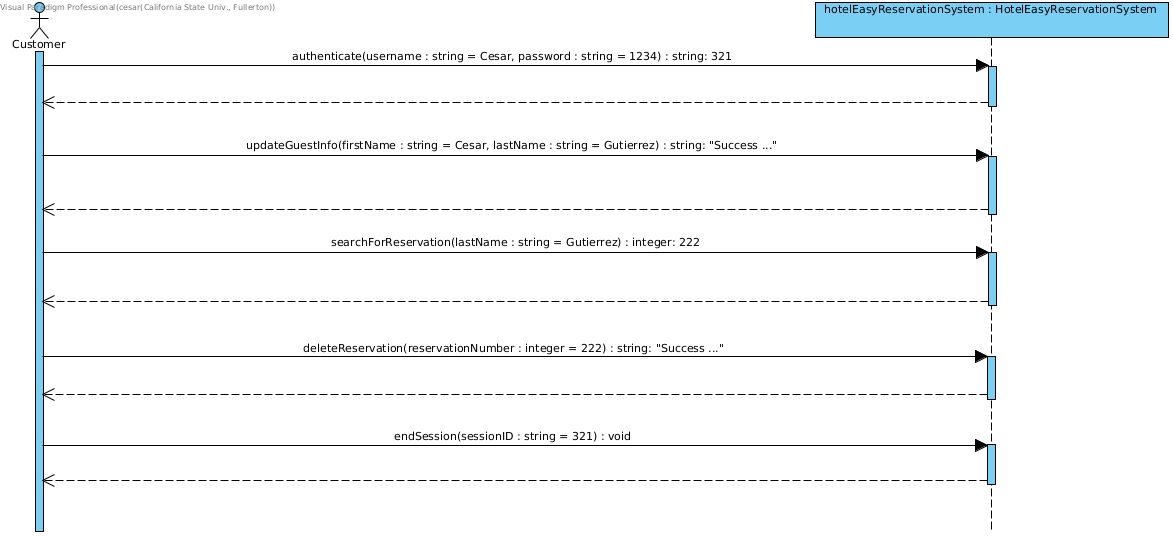 Visual Paradigm Professional(cesar(California State Univ., Fullerton))
hotelEasyReservationSystem : HotelEasyReservationSystem
Customer
authenticate(username : string = Cesar, password : string = 1234) : string: 321
updateGuestInfo(firstName : string = Cesar, lastName : string = Gutierrez) : string: "Success ..."
searchForReservation(lastName : string = Gutierrez) : integer: 222
deleteReservation(reservationNumber : integer = 222) : string: "Success ..."
endSession(sessionID : string = 321) : void